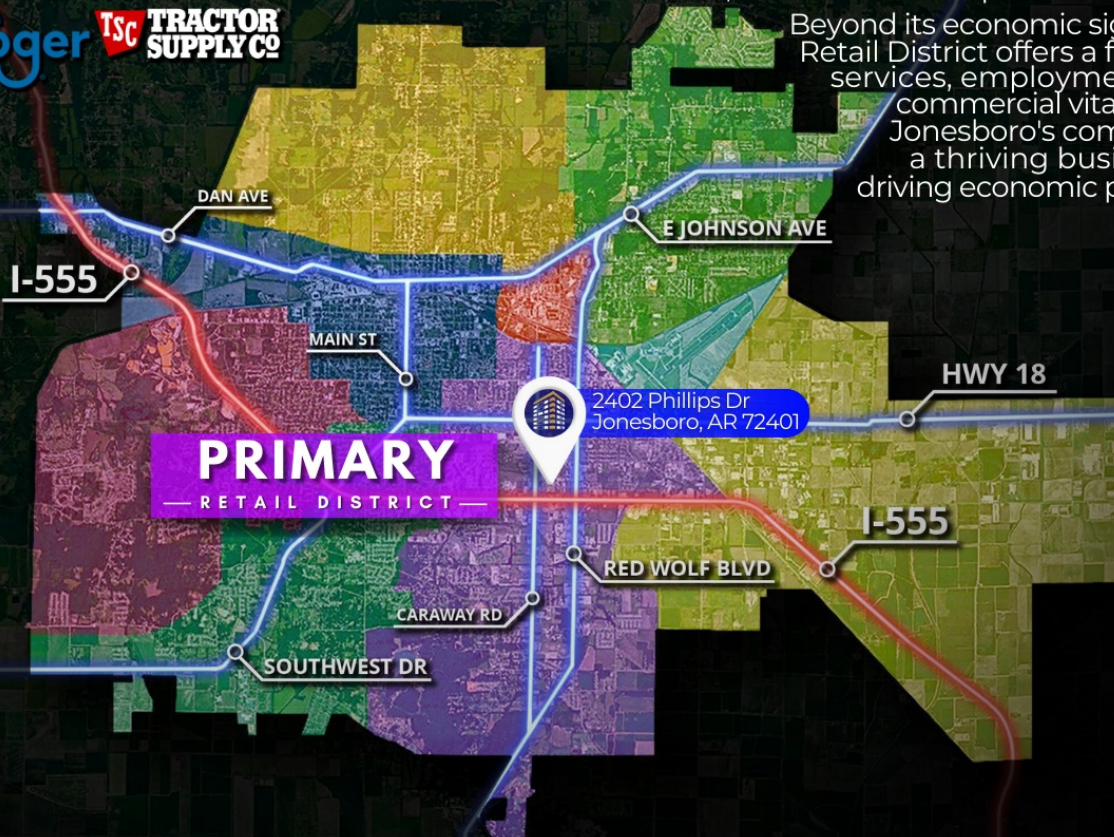 oger
TSC TRACTOR
SUPPLY CO
Beyond its economic sig
Retail District offers a f
services, employme
commercial vita
Jonesboro's com
a thriving busi
driving economic p
DAN AVE
E JOHNSON AVE
I-555
MAIN ST
HWY 18
2402 Phillips Dr
Jonesboro, AR 72401
PRIMARY
RETAIL DISTRICT
I-555
RED WOLF BLVD
CARAWAY RD
SOUTHWEST DR